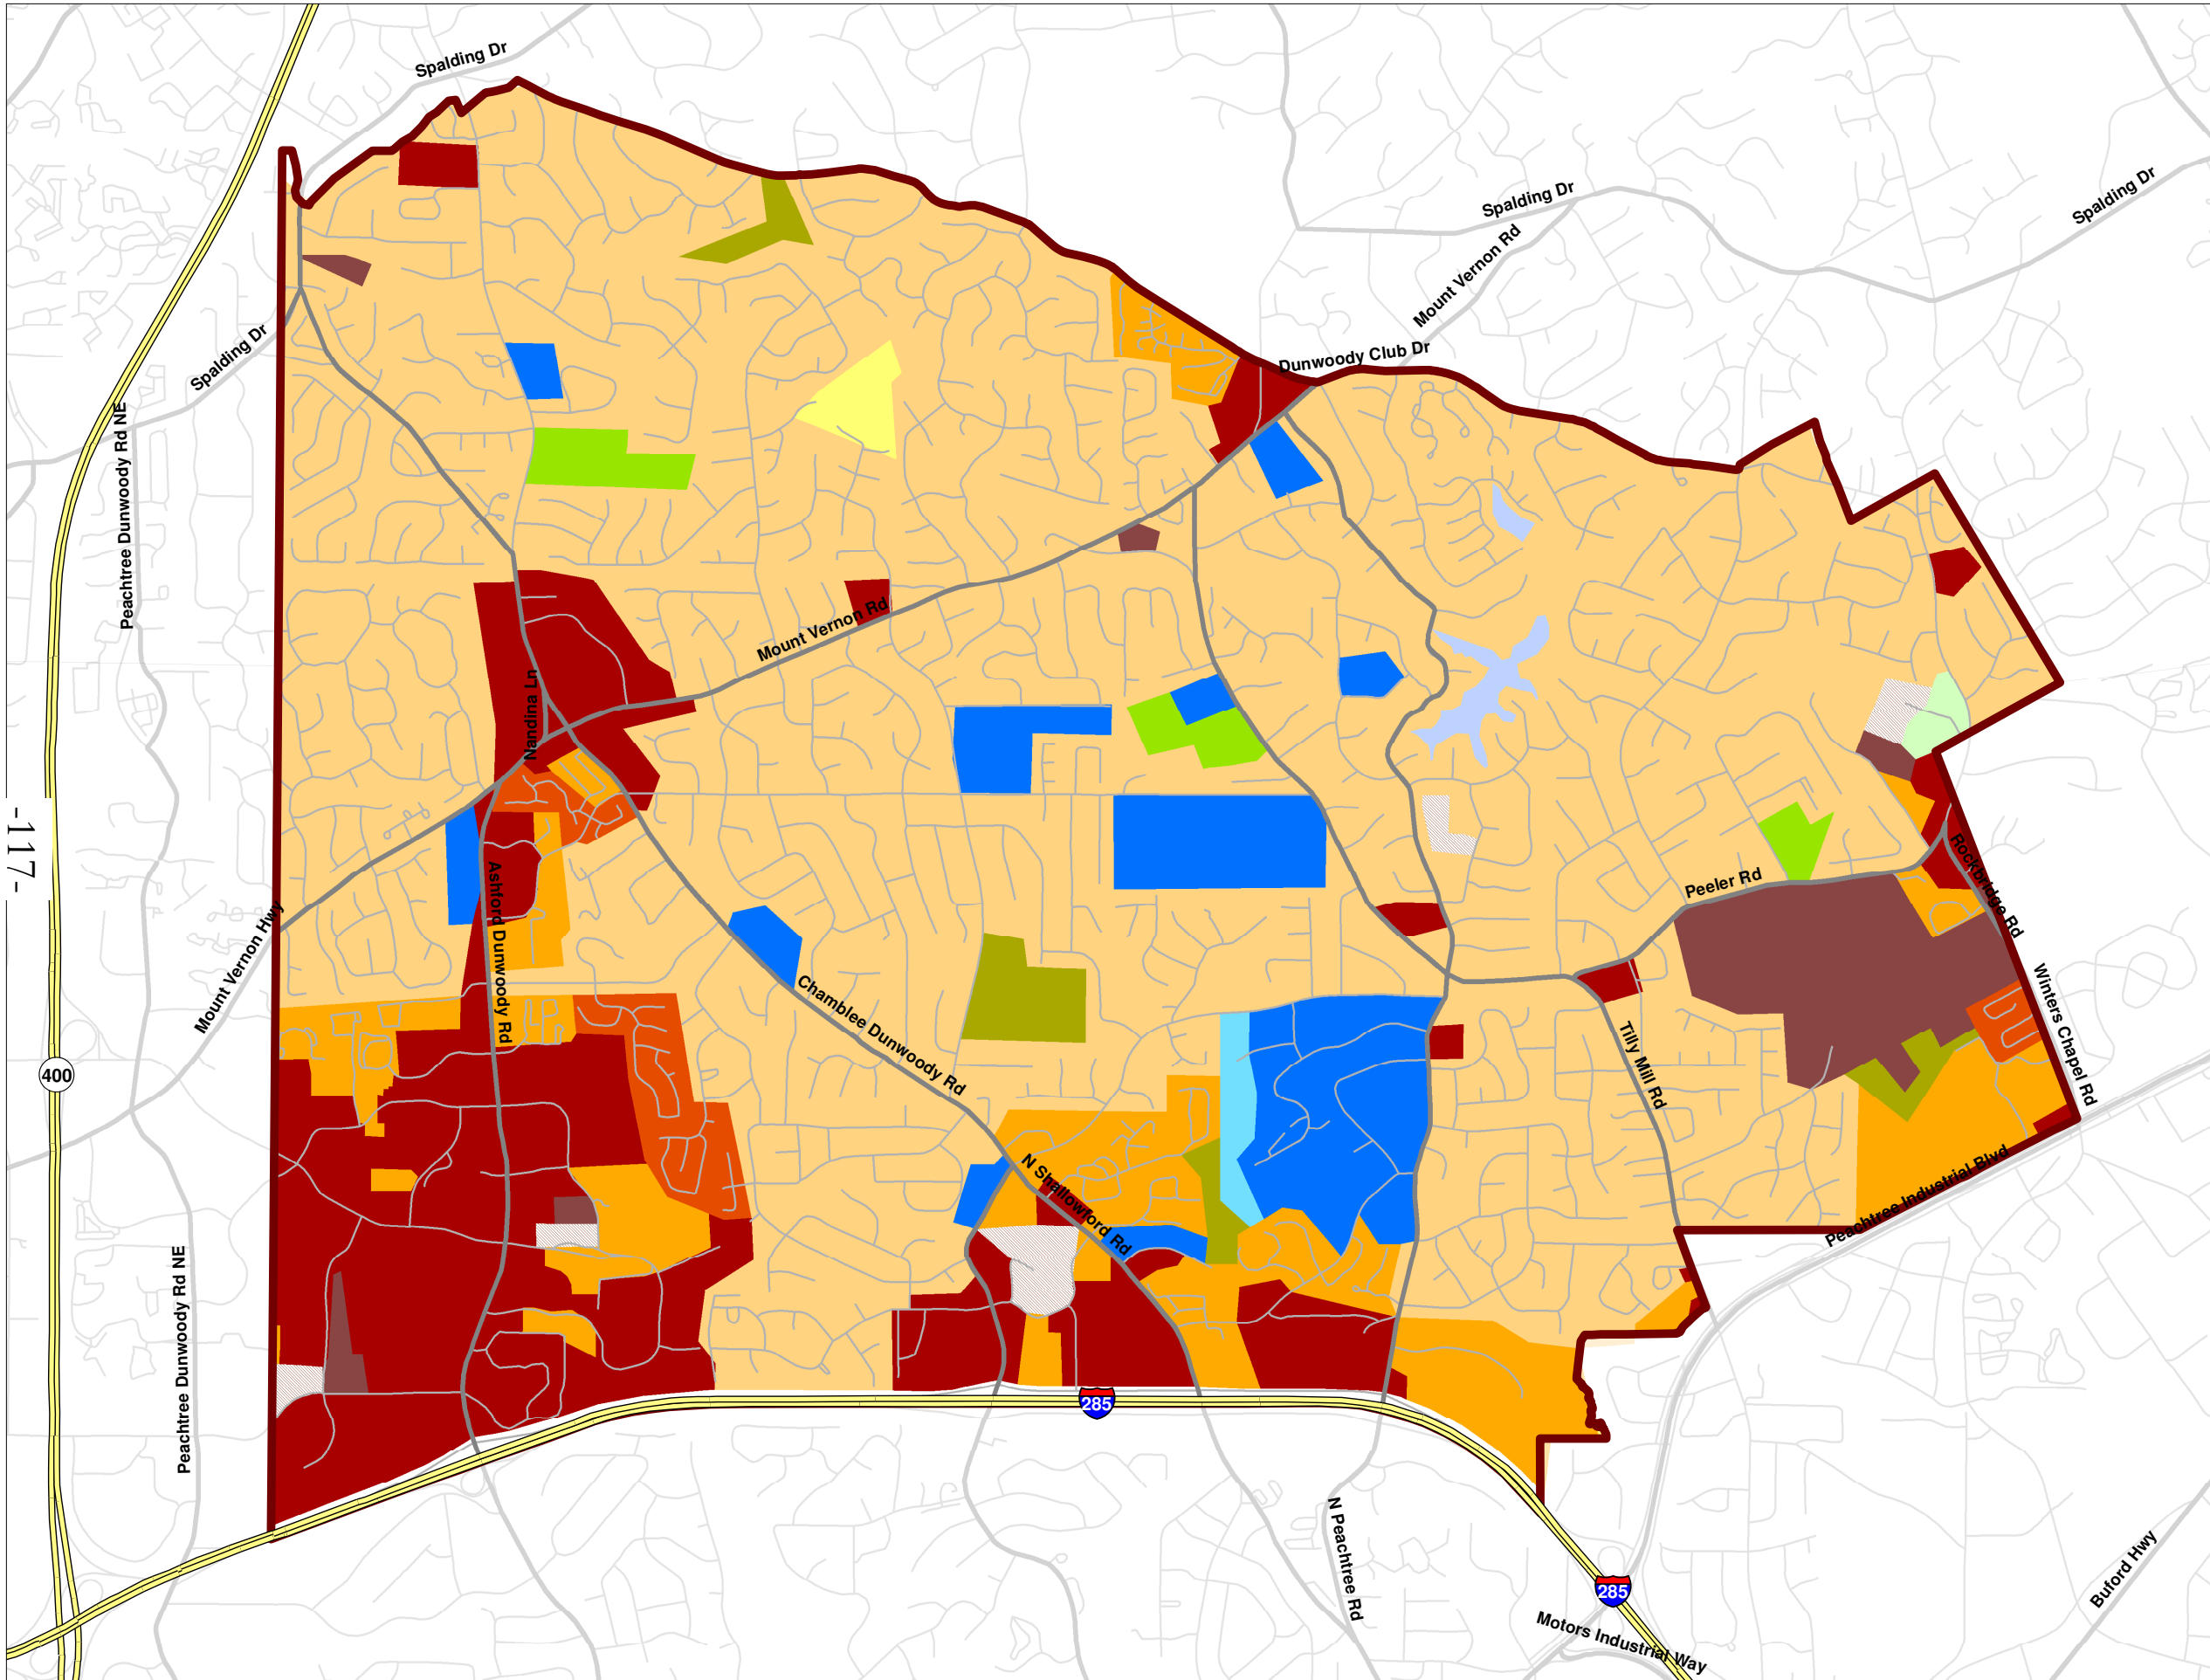 Spalding Dr
Spalding Dr
Spalding Dr
Mount Vernon Rd
Dunwoody Club Dr
Spalding Dr
Peachtree Dunwoody Rd NE
Mount Vernon Rd
Nandina Ln
-117-
Ashford Dunwoody Rd
Mount Vernon Hwy
Peeler Rd
Rockbridge Rd
Chamblee Dunwoody Rd
Winters Chapel Rd
Tilly Mill Rd
400
N Shallowford Rd
Peachtree Industrial Blvd
Peachtree Dunwoody Rd NE
285
N Peachtree Rd
285
Buford Hwy
Motors Industrial Way